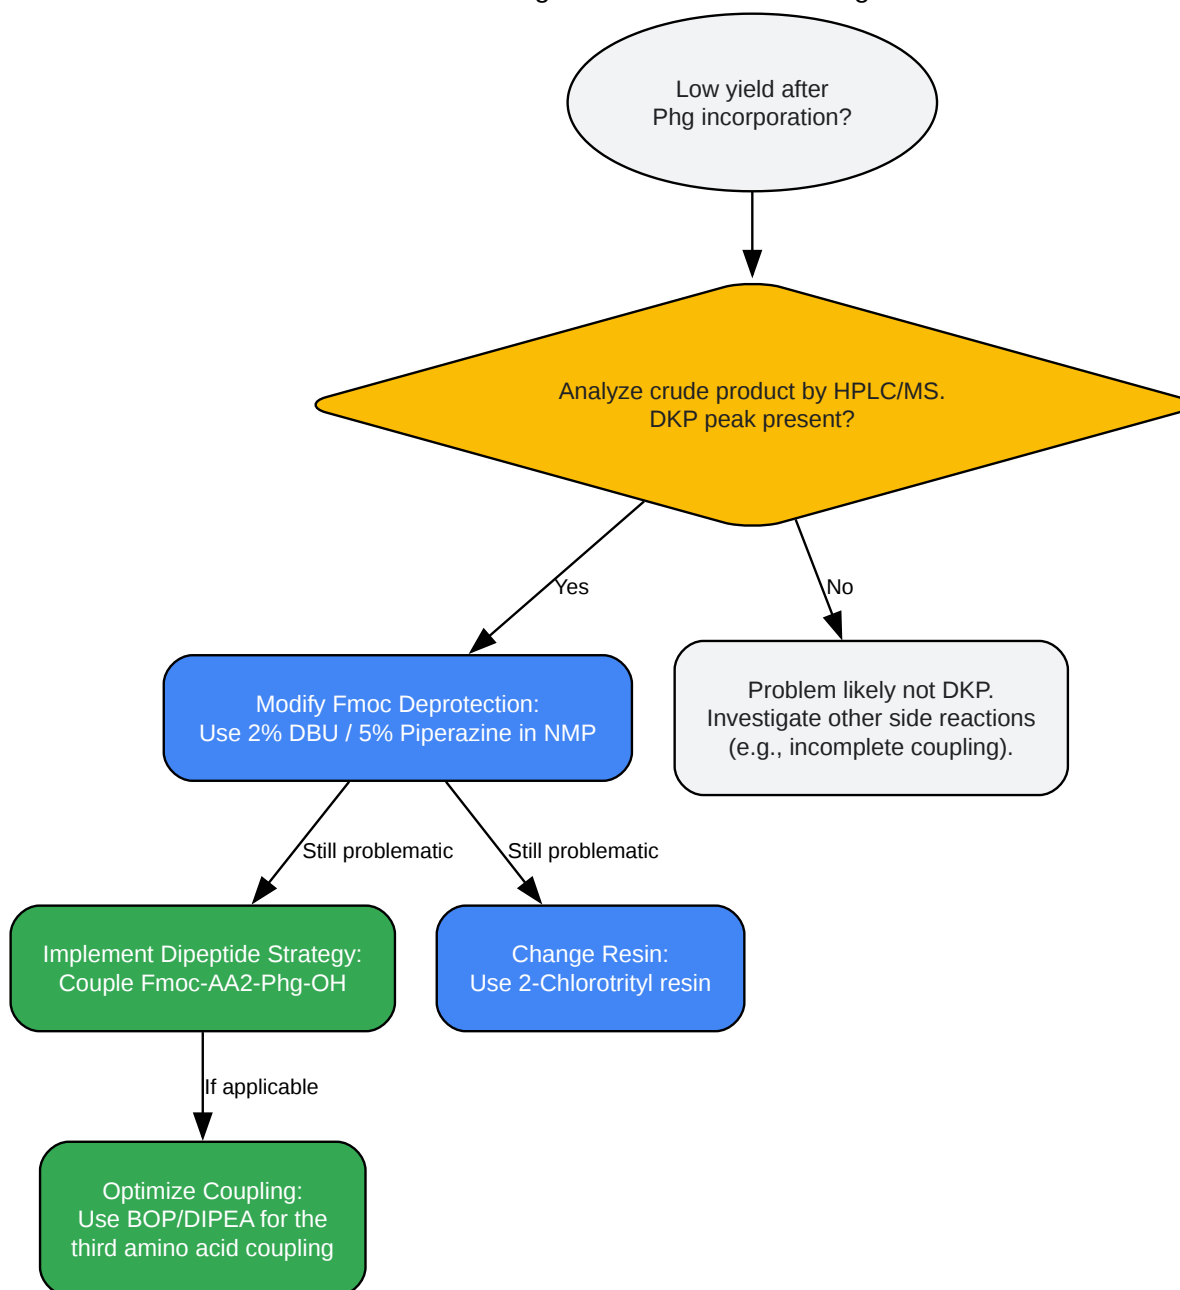 Low yield after
Phg incorporation?
Analyze crude product by HPLC/MS.
DKP peak present?
Yes
No
Modify Fmoc Deprotection:
Use 2% DBU / 5% Piperazine in NMP
Problem likely not DKP.
Investigate other side reactions
(e.g., incomplete coupling).
Still problematic
Still problematic
Implement Dipeptide Strategy:
Couple Fmoc-AA2-Phg-OH
Change Resin:
Use 2-Chlorotrityl resin
If applicable
Optimize Coupling:
Use BOP/DIPEA for the
third amino acid coupling